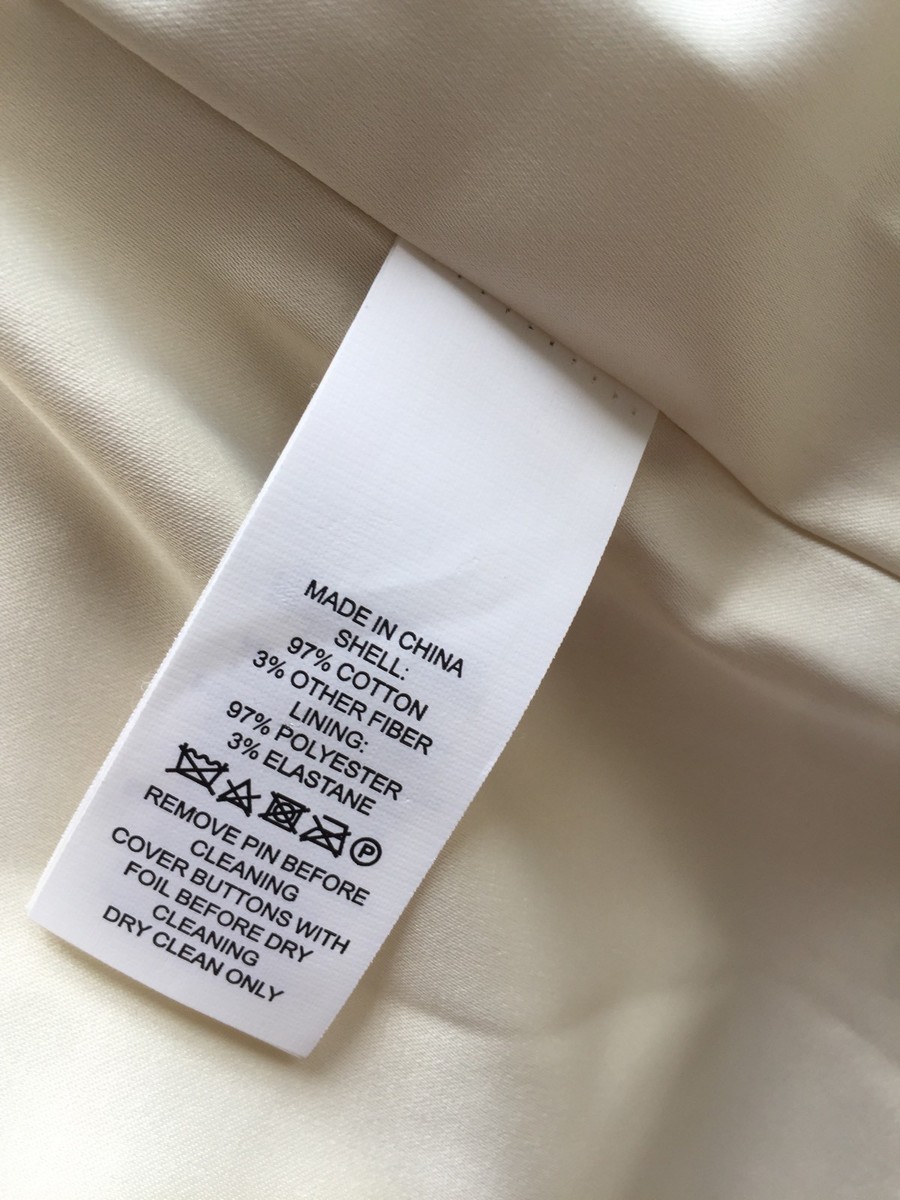 MADE IN CHINA
SHELL:
97% COTTON
3% OTHER FIBER
LINING:
97% POLYESTER
3% ELASTANE
P
REMOVE PIN BEFORE
CLEANING
COVER BUTTONS WITH
FOIL BEFORE DRY
CLEANING
DRY CLEAN ONLY